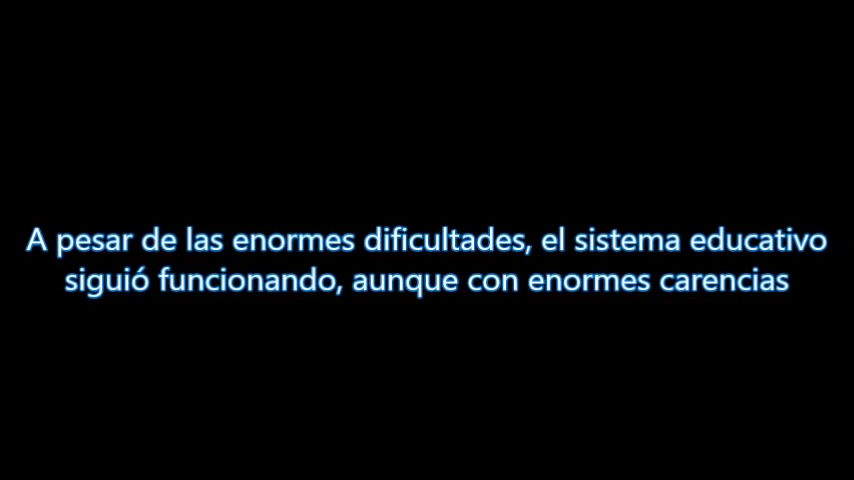 A pesar de las enormes dificultades, el sistema educativo
siguió funcionando, aunque con enormes carencias